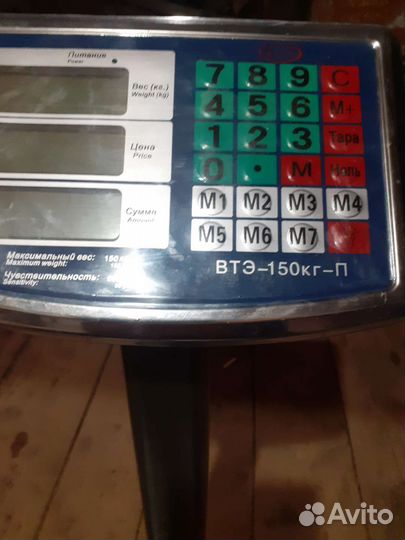 Питание
Power
Вес (кг.)
Weight (kg)
Цена
Price
Сумма
Amount
7 8 9 C
4 5 6 M+
1 2 3 Тара
0 • M Ноль
M1 M2 M3 M4
M5 M6 M7
Максимальный вес: 150
Maximum weight:
Чувствительность:
Sensitivity:
ВТЭ-150кг-П
Avito